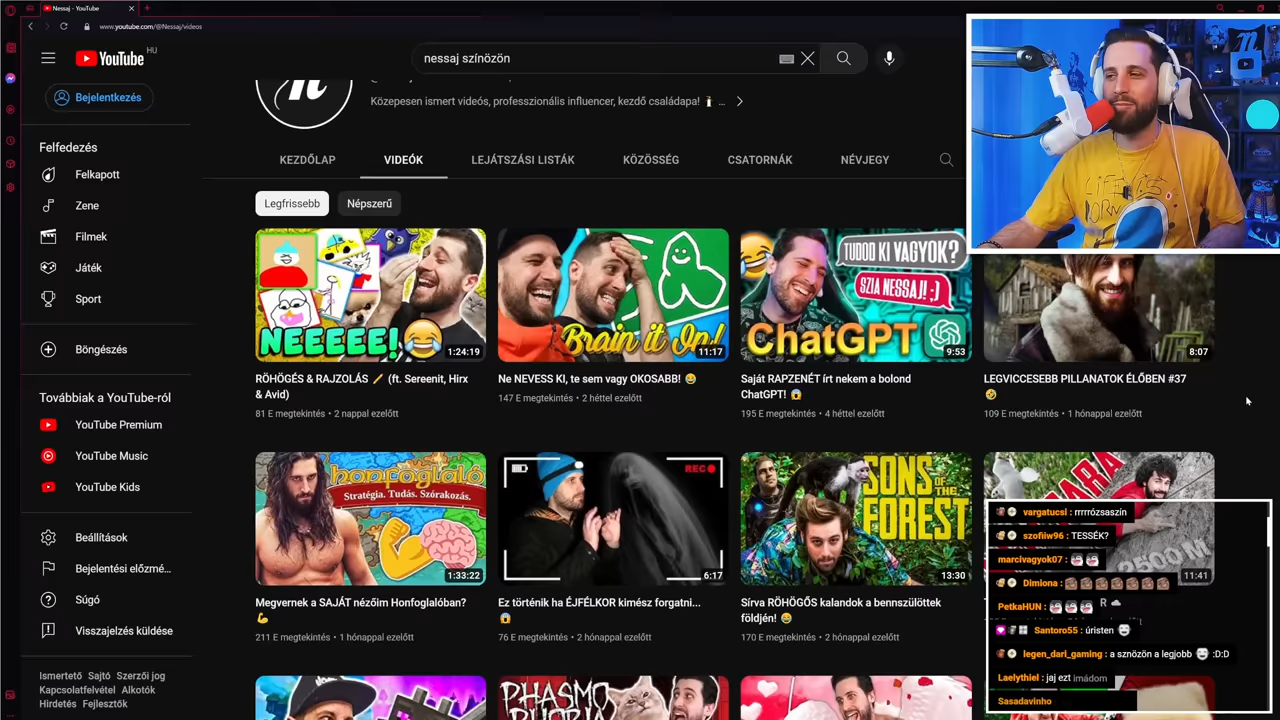 Nessaj - YouTube
www.youtube.com/@Nessaj/videos
YouTube HU
nessaj színözön
Bejelentkezés
Közepesen ismert videós, professzionális influencer, kezdő családapa! ...
KEZDŐLAP
VIDEÓK
LEJÁTSZÁSI LISTÁK
KÖZÖSSÉG
CSATORNÁK
NÉVJEGY
Legfrissebb
Népszerű
Felfedezés
Felkapott
Zene
Filmek
Játék
Sport
Böngészés
Továbbiak a YouTube-ról
YouTube Premium
YouTube Music
YouTube Kids
Beállítások
Bejelentési előzmé...
Súgó
Visszajelzés küldése
Ismertető Sajtó Szerzői jog
Kapcsolatfelvétel Alkotók
Hirdetés Fejlesztők
NEEEEE!
1:24:19
RÖHÖGÉS & RAJZOLÁS (ft. Sereenit, Hirx
& Avid)
81 E megtekintés • 2 nappal ezelőtt
Brain it On!
11:17
Ne NEVESS KI, te sem vagy OKOSABB!
147 E megtekintés • 2 héttel ezelőtt
TUDOD KI VAGYOK?
SZIA NESSAJ! ;)
ChatGPT
9:53
Saját RAPZENÉT írt nekem a bolond
ChatGPT!
195 E megtekintés • 4 héttel ezelőtt
8:07
LEGVICCESEBB PILLANATOK ÉLŐBEN #37
109 E megtekintés • 1 hónappal ezelőtt
honfoglaló
Stratégia. Tudás. Szórakozás.
1:33:22
211 E megtekintés • 1 hónappal ezelőtt
REC
6:17
Ez történik ha ÉJFÉLKOR kimész forgatni...
76 E megtekintés • 2 hónappal ezelőtt
SONS OF THE FOREST
13:30
Sírva RÖHÖGŐS kalandok a bennszülöttek
földjén!
170 E megtekintés • 2 hónappal ezelőtt
11:41
vargatucsi : rrrrrózsaszín
szofiiw96 : TESSÉK?
marcivagyok07 :
Dimiona :
PetkaHUN :
Santoro55 : úristen
legen_dari_gaming : a sznözön a legjobb :D:D
Laelythiel : jaj ezt imádom
Sasadavinho